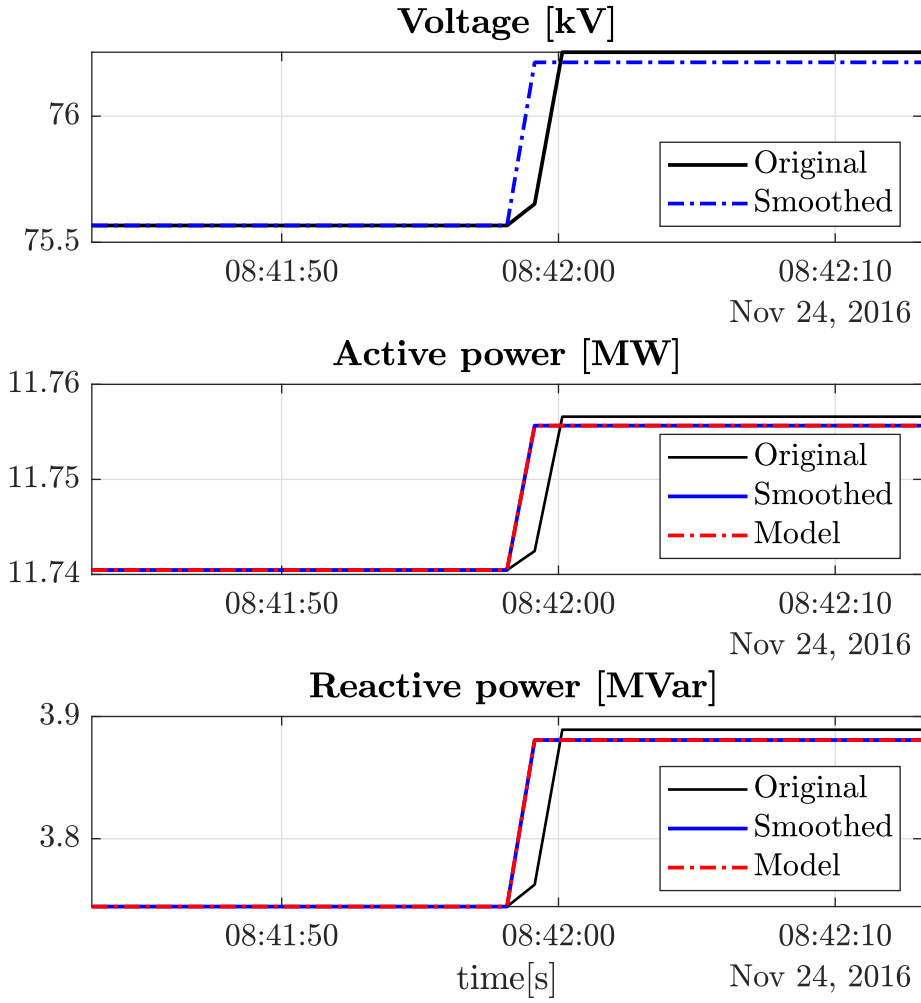 Voltage [kV]
76
75.5
Original
Smoothed
08:41:50 08:42:00 08:42:10
Nov 24, 2016
Active power [MW]
11.76
11.75
11.74
Original
Smoothed
Model
08:41:50 08:42:00 08:42:10
Nov 24, 2016
Reactive power [MVar]
3.9
3.8
Original
Smoothed
Model
08:41:50 08:42:00 08:42:10
time[s] Nov 24, 2016